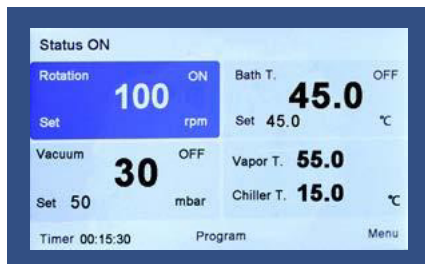 Status ON
Rotation ON
100
Set rpm
Bath T. OFF
45.0
Set 45.0 ℃
Vacuum OFF
30
Set 50 mbar
Vapor T. 55.0
Chiller T. 15.0 ℃
Timer 00:15:30 Program Menu